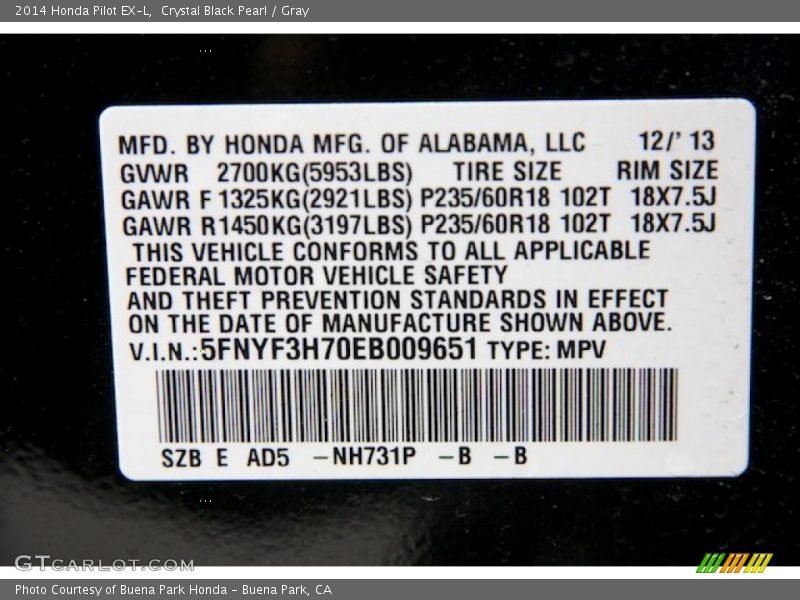 2014 Honda Pilot EX-L, Crystal Black Pearl / Gray
MFD. BY HONDA MFG. OF ALABAMA, LLC 12/' 13
GVWR 2700KG(5953LBS) TIRE SIZE RIM SIZE
GAWR F 1325KG(2921LBS) P235/60R18 102T 18X7.5J
GAWR R1450KG(3197LBS) P235/60R18 102T 18X7.5J
THIS VEHICLE CONFORMS TO ALL APPLICABLE
FEDERAL MOTOR VEHICLE SAFETY
AND THEFT PREVENTION STANDARDS IN EFFECT
ON THE DATE OF MANUFACTURE SHOWN ABOVE.
V.I.N.:5FNYF3H70EB009651 TYPE: MPV
SZB E AD5 -NH731P -B -B
GTcarlot.com
Photo Courtesy of Buena Park Honda - Buena Park, CA